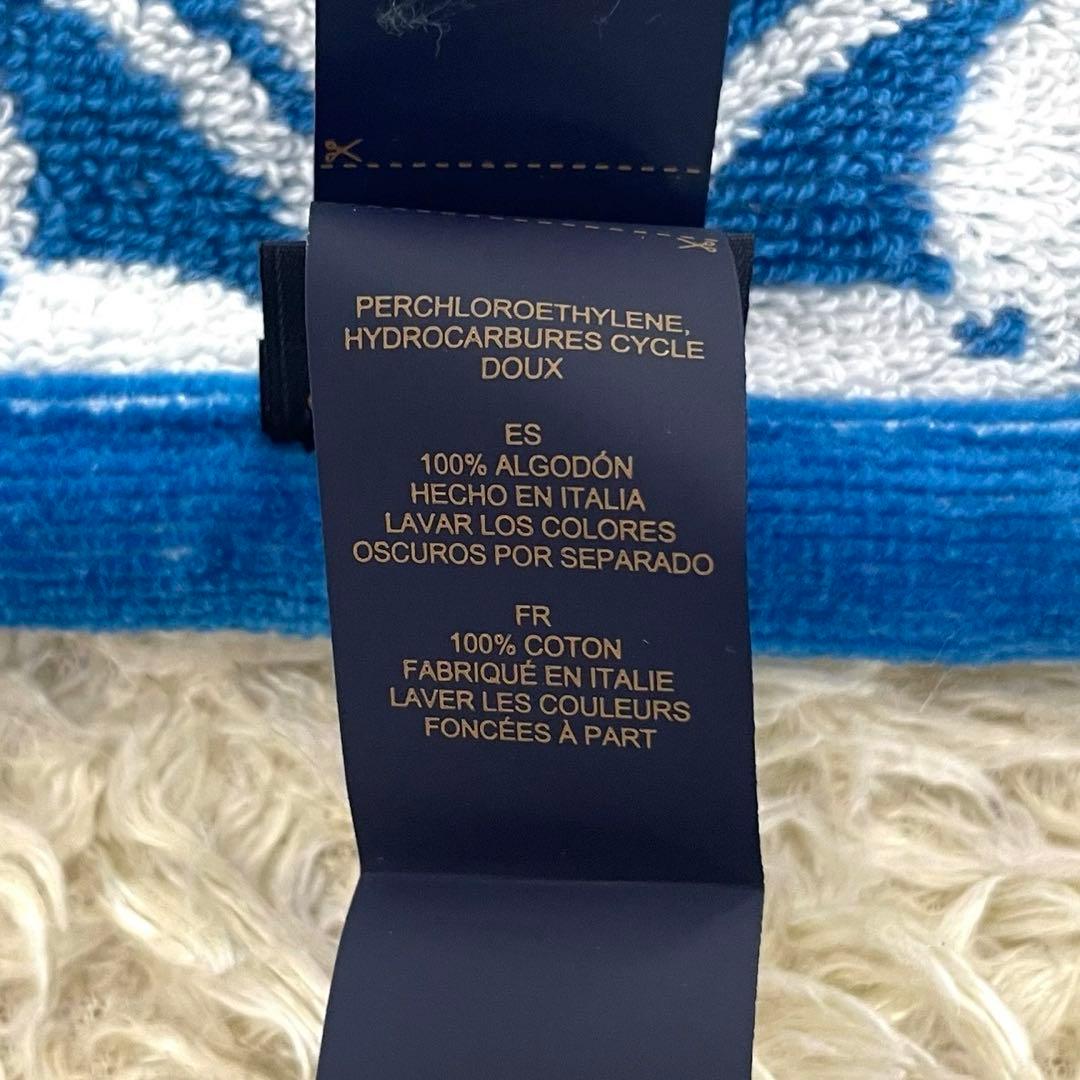 PERCHLOROETHYLENE,
HYDROCARBURES CYCLE
DOUX
ES
100% ALGODÓN
HECHO EN ITALIA
LAVAR LOS COLORES
OSCUROS POR SEPARADO
FR
100% COTON
FABRIQUÉ EN ITALIE
LAVER LES COULEURS
FONCÉES À PART